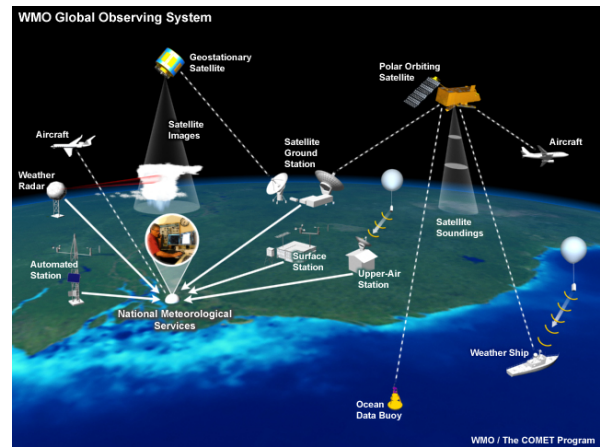 WMO Global Observing System
Geostationary
Satellite
Polar Orbiting
Satellite
Aircraft
Satellite
Images
Satellite
Ground
Station
Aircraft
Weather
Radar
Satellite
Soundings
Automated
Station
Surface
Station
Upper-Air
Station
National Meteorological
Services
Weather Ship
Ocean
Data Buoy
WMO / The COMET Program